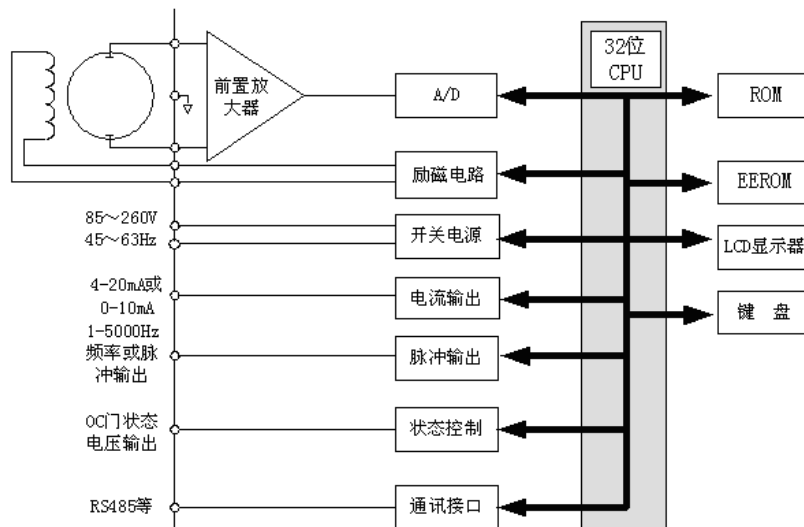 32位
CPU
前置放
大器
A/D
ROM
励磁电路
EEROM
85～260V
45～63Hz
开关电源
LCD显示器
4-20mA或
0-10mA
电流输出
键 盘
1-5000Hz
频率或脉
冲输出
脉冲输出
OC门状态
电压输出
状态控制
RS485等
通讯接口